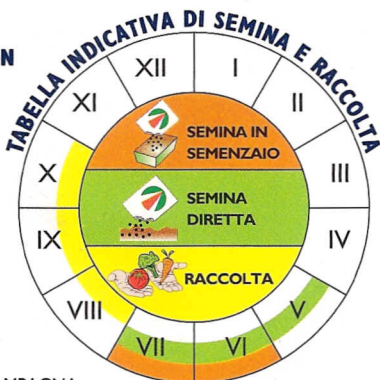 N
TABELLA INDICATIVA DI SEMINA E RACCOLTA
XII
I
XI
II
X
III
IX
IV
VIII
V
VII
VI
SEMINA IN
SEMENZAIO
SEMINA
DIRETTA
RACCOLTA